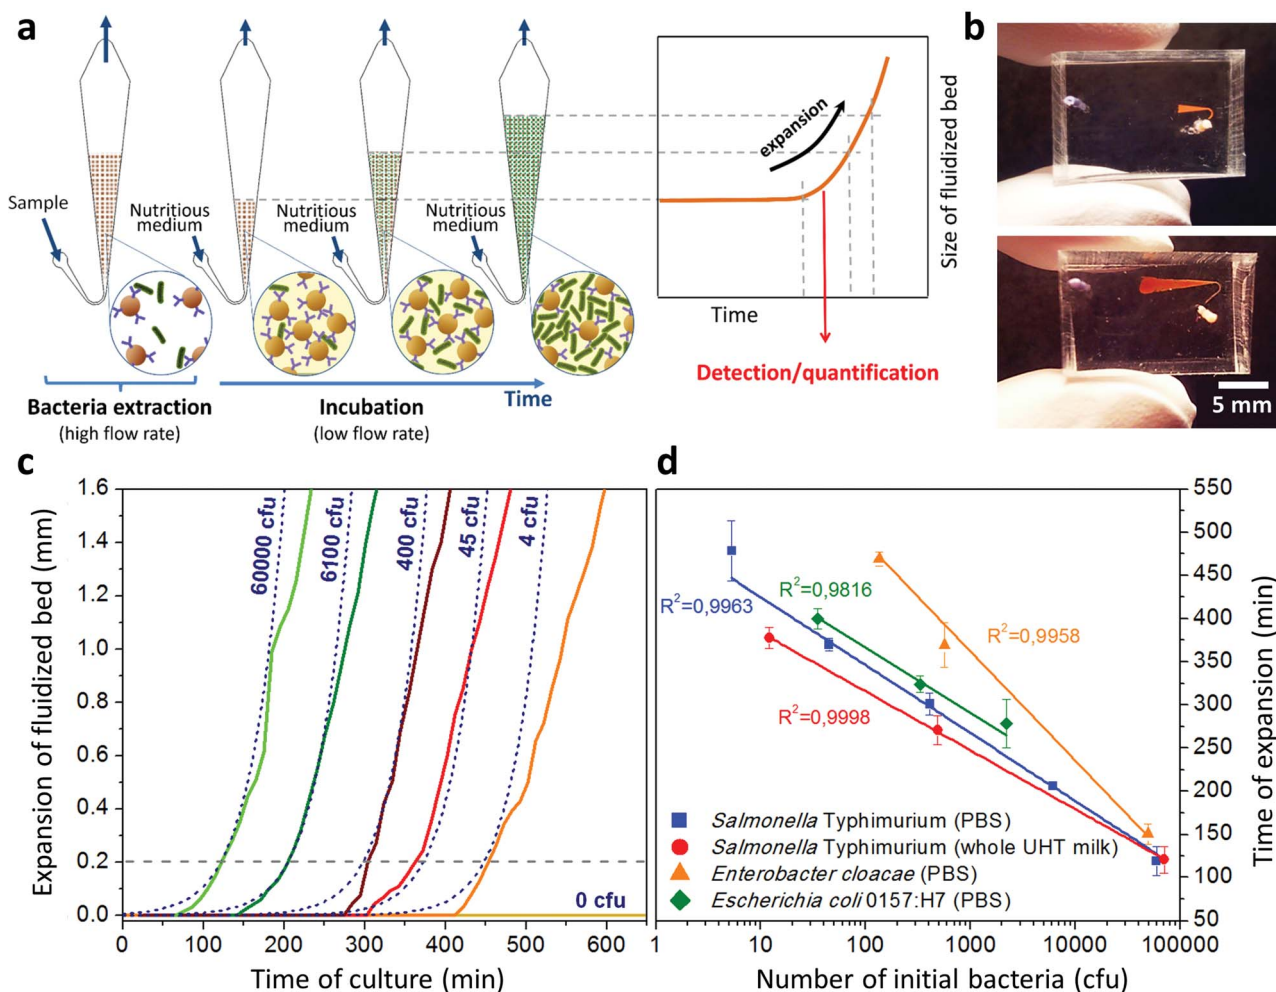 a
Sample
Nutritious
medium
Nutritious
medium
Nutritious
medium
Bacteria extraction
(high flow rate)
Incubation
(low flow rate)
Time
expansion
Size of fluidized bed
Time
Detection/quantification
b
5 mm
c
Expansion of fluidized bed (mm)
1.6
1.4
1.2
1.0
0.8
0.6
0.4
0.2
0.0
60000 cfu
6100 cfu
400 cfu
45 cfu
4 cfu
0 cfu
0 100 200 300 400 500 600
Time of culture (min)
d
R²=0,9963
R²=0,9816
R²=0,9958
R²=0,9998
Salmonella Typhimurium (PBS)
Salmonella Typhimurium (whole UHT milk)
Enterobacter cloacae (PBS)
Escherichia coli 0157:H7 (PBS)
550
500
450
400
350
300
250
200
150
100
50
Time of expansion (min)
1 10 100 1000 10000 100000
Number of initial bacteria (cfu)